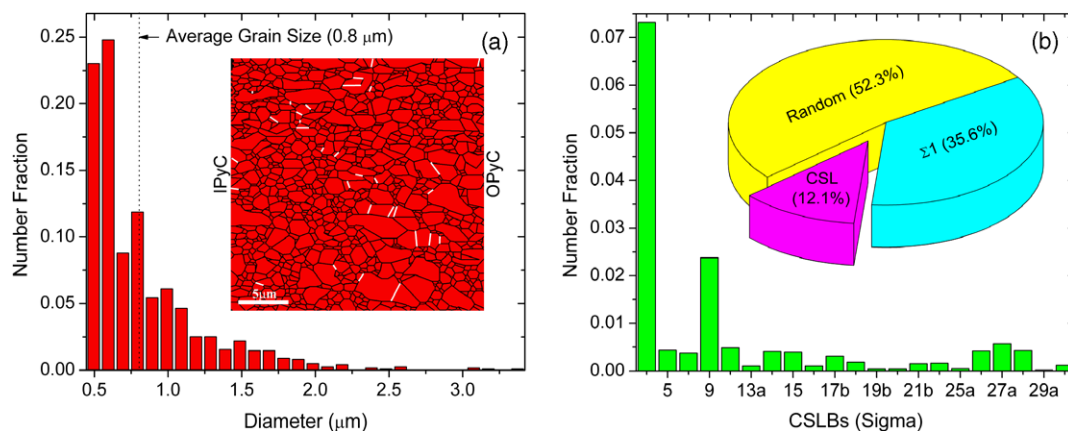 0.25
0.20
0.15
0.10
0.05
0.00
Number Fraction
Average Grain Size (0.8 μm)
(a)
IPyC
OPyC
5μm
0.5
1.0
1.5
2.0
2.5
3.0
Diameter (μm)
0.07
0.06
0.05
0.04
0.03
0.02
0.01
0.00
Number Fraction
(b)
Random (52.3%)
Σ1 (35.6%)
CSL
(12.1%)
5
9
13a
15
17b
19b
21b
25a
27a
29a
CSLBs (Sigma)